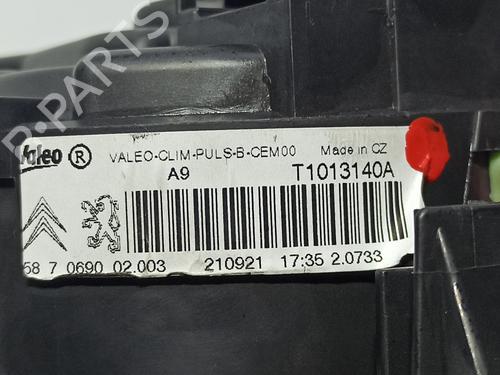 Valeo ® VALEO-CLIM-PULS-B-CEM00 Made in CZ
A9 T1013140A
58 7 0690 02.003 210921 17:35 2.0733
B-PARTS